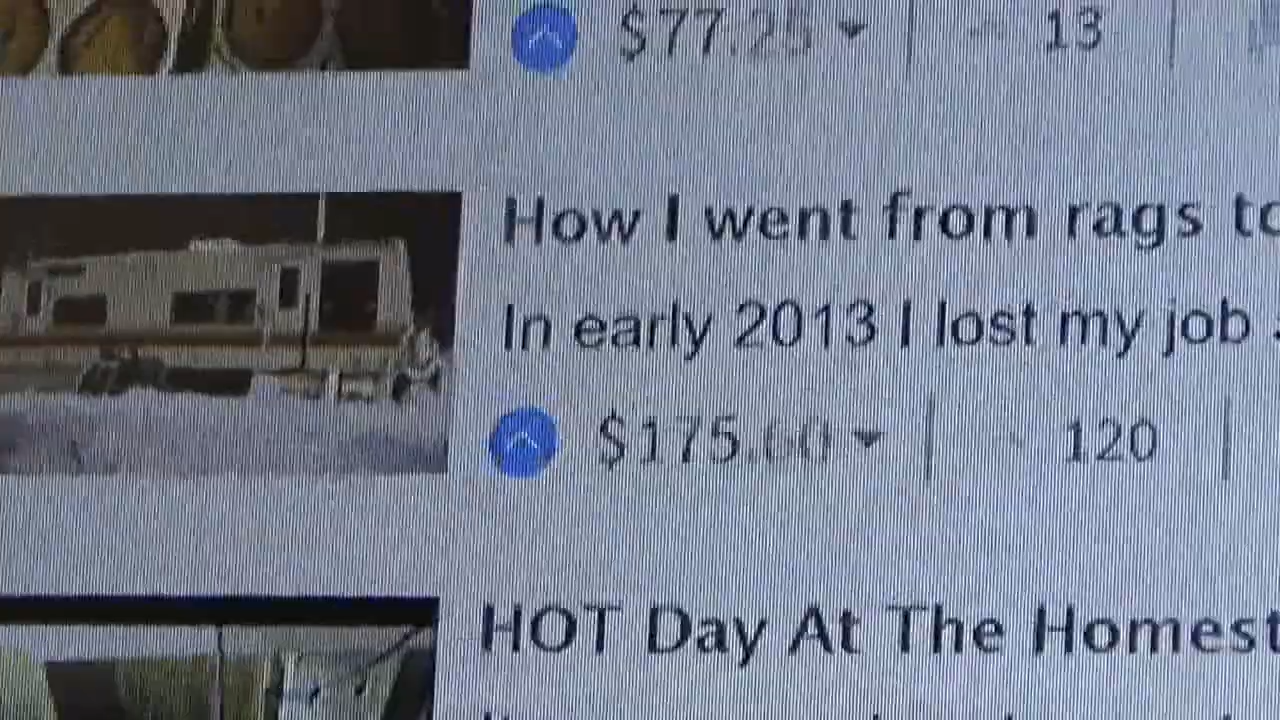 $77.25 13
How I went from rags to
In early 2013 I lost my job
$175.60 120
HOT Day At The Homest